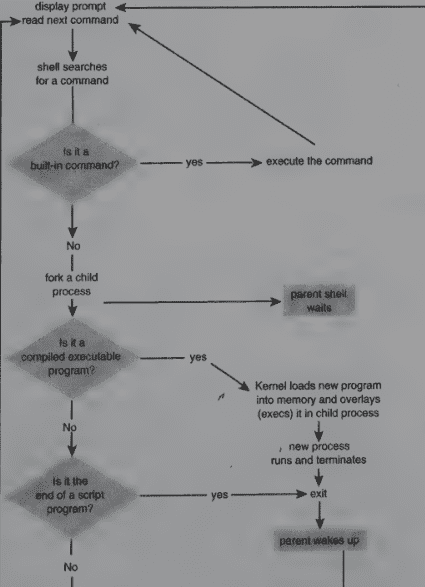 display prompt
read next command
shell searches
for a command
Is it a
built-in command?
yes
execute the command
No
fork a child
process
parent shell
waits
Is it a
compiled executable
program?
yes
Kernel loads new program
into memory and overlays
(execs) it in child process
No
new process
runs and terminates
Is it the
end of a script
program?
yes
exit
parent wakes up
No